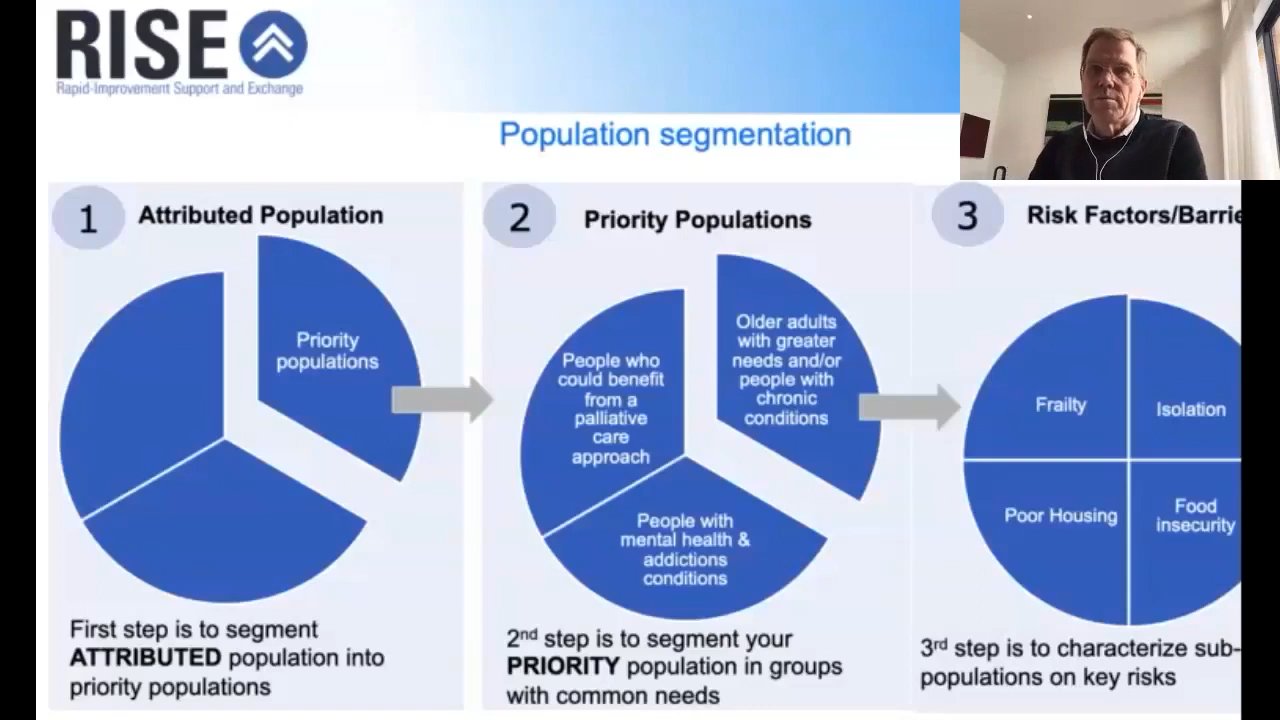 RISE
Rapid-Improvement Support and Exchange
Population segmentation
1
Attributed Population
Priority
populations
First step is to segment
ATTRIBUTED population into
priority populations
2
Priority Populations
People who
could benefit
from a
palliative
care
approach
Older adults
with greater
needs and/or
people with
chronic
conditions
People with
mental health &
addictions
conditions
2nd step is to segment your
PRIORITY population in groups
with common needs
3
Risk Factors/Barrie
Frailty
Isolation
Poor Housing
Food
insecurity
3rd step is to characterize sub-
populations on key risks